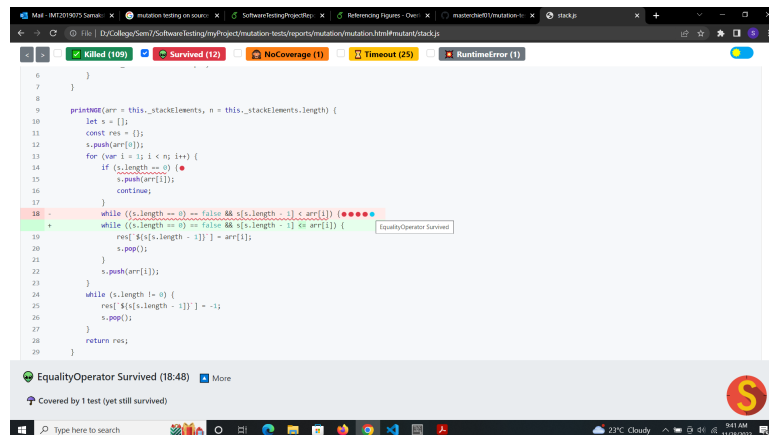 Mail - IMT2019075 Samaks
mutation testing on source
SoftwareTestingProjectRep
Referencing Figures - Over
masterchief01/mutation-te
stack.js
File | D:/College/Sem7/SoftwareTesting/myProject/mutation-tests/reports/mutation/mutation.html#mutant/stack.js
< > Killed (109) Survived (12) NoCoverage (1) Timeout (25) RuntimeError (1)
6 }
7 }
8
9 printNGE(arr = this._stackElements, n = this._stackElements.length) {
10 let s = [];
11 const res = {};
12 s.push(arr[0]);
13 for (var i = 1; i < n; i++) {
14 if (s.length == 0) {
15 s.push(arr[i]);
16 continue;
17 }
18 - while ((s.length == 0) == false && s[s.length - 1] < arr[i]) {
+ while ((s.length == 0) == false && s[s.length - 1] <= arr[i]) {
EqualityOperator Survived
19 res[`${s[s.length - 1]}`] = arr[i];
20 s.pop();
21 }
22 s.push(arr[i]);
23 }
24 while (s.length != 0) {
25 res[`${s[s.length - 1]}`] = -1;
26 s.pop();
27 }
28 return res;
29 }
EqualityOperator Survived (18:48) More
Covered by 1 test (yet still survived)
S
Type here to search
23°C Cloudy
9:41 AM
11/28/2022